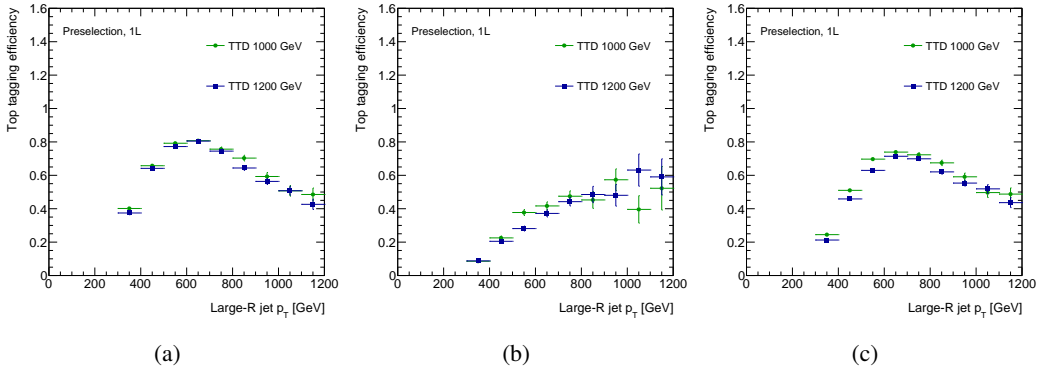 Top tagging efficiency
1.6
1.4
1.2
1
0.8
0.6
0.4
0.2
0
Preselection, 1L
TTD 1000 GeV
TTD 1200 GeV
0 200 400 600 800 1000 1200
Large-R jet p_T [GeV]
(a)
Top tagging efficiency
1.6
1.4
1.2
1
0.8
0.6
0.4
0.2
0
Preselection, 1L
TTD 1000 GeV
TTD 1200 GeV
0 200 400 600 800 1000 1200
Large-R jet p_T [GeV]
(b)
Top tagging efficiency
1.6
1.4
1.2
1
0.8
0.6
0.4
0.2
0
Preselection, 1L
TTD 1000 GeV
TTD 1200 GeV
0 200 400 600 800 1000 1200
Large-R jet p_T [GeV]
(c)